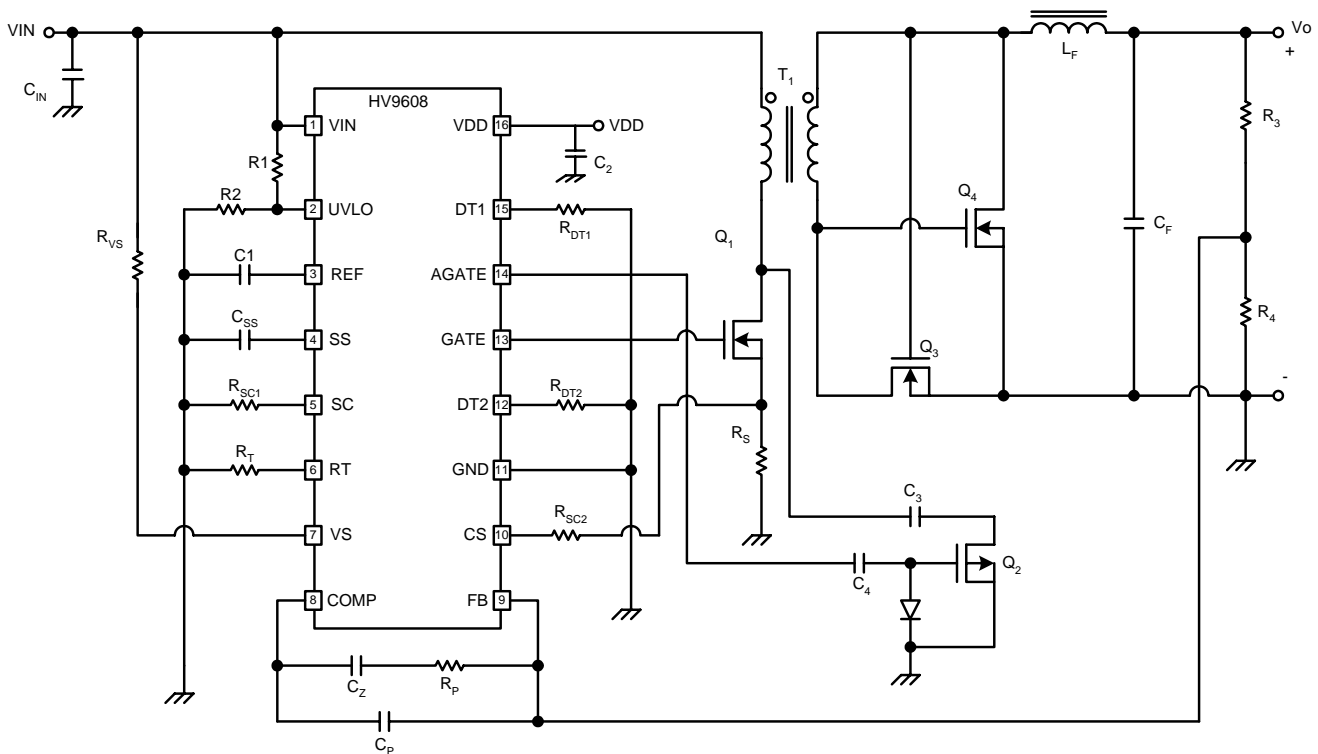 VIN
C_IN
R_VS
R1
R2
C1
C_SS
R_SC1
R_T
HV9608
1 VIN
2 UVLO
3 REF
4 SS
5 SC
6 RT
7 VS
8 COMP
VDD 16
DT1 15
AGATE 14
GATE 13
DT2 12
GND 11
CS 10
FB 9
VDD
C_2
R_DT1
R_DT2
R_SC2
C_Z
R_P
C_P
Q_1
R_S
T_1
C_3
C_4
Q_2
Q_4
Q_3
L_F
C_F
R_3
R_4
Vo
+
-